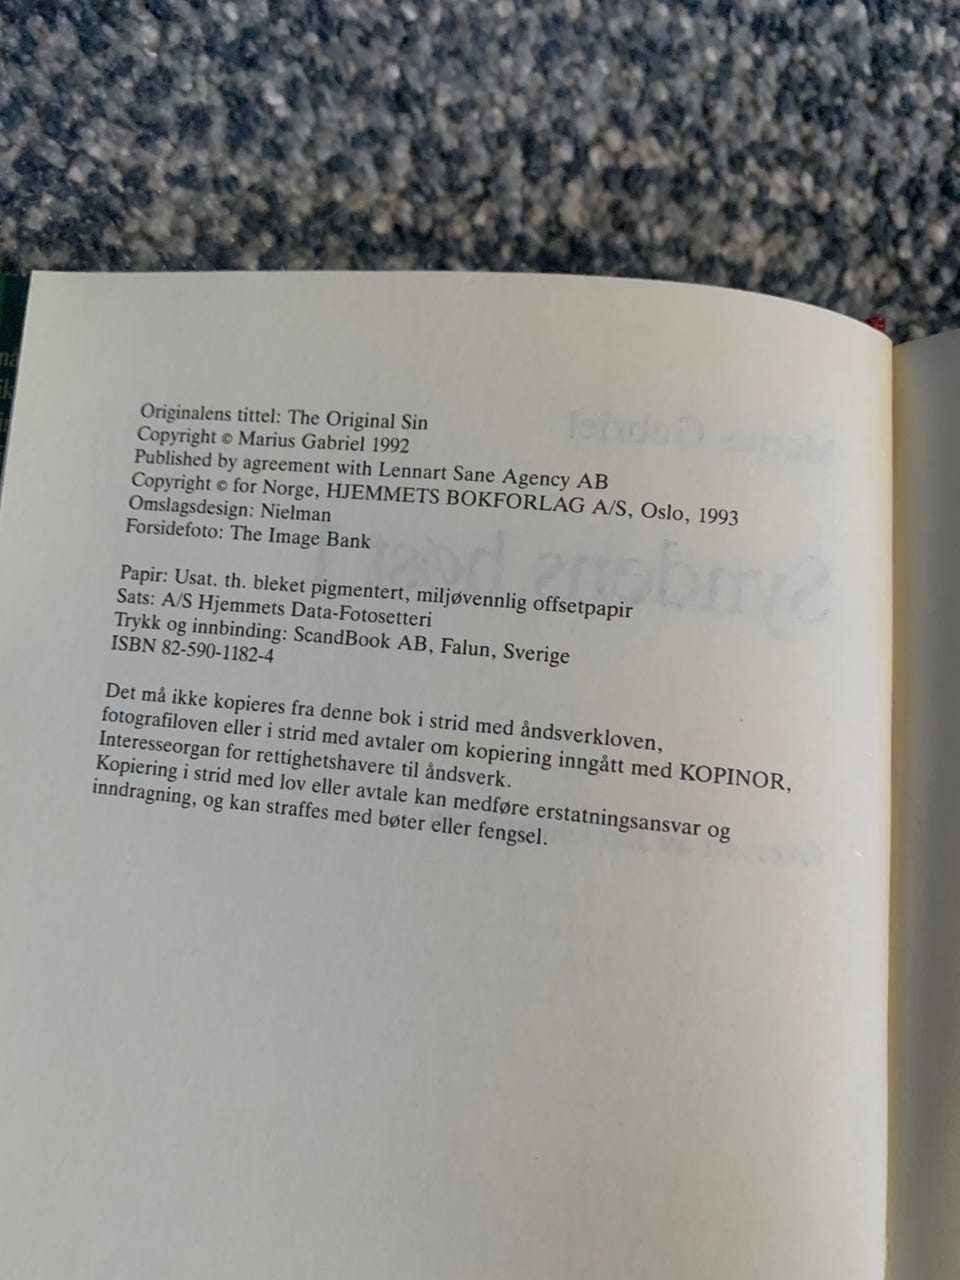 Originalens tittel: The Original Sin
Copyright © Marius Gabriel 1992
Published by agreement with Lennart Sane Agency AB
Copyright © for Norge, HJEMMETS BOKFORLAG A/S, Oslo, 1993
Omslagsdesign: Nielman
Forsidefoto: The Image Bank
Papir: Usat. th. bleket pigmentert, miljøvennlig offsetpapir
Sats: A/S Hjemmets Data-Fotosetteri
Trykk og innbinding: ScandBook AB, Falun, Sverige
ISBN 82-590-1182-4
Det må ikke kopieres fra denne bok i strid med åndsverkloven,
fotografiloven eller i strid med avtaler om kopiering inngått med KOPINOR,
Interesseorgan for rettighetshavere til åndsverk.
Kopiering i strid med lov eller avtale kan medføre erstatningsansvar og
inndragning, og kan straffes med bøter eller fengsel.
Marius Gabriel
Syndens høst